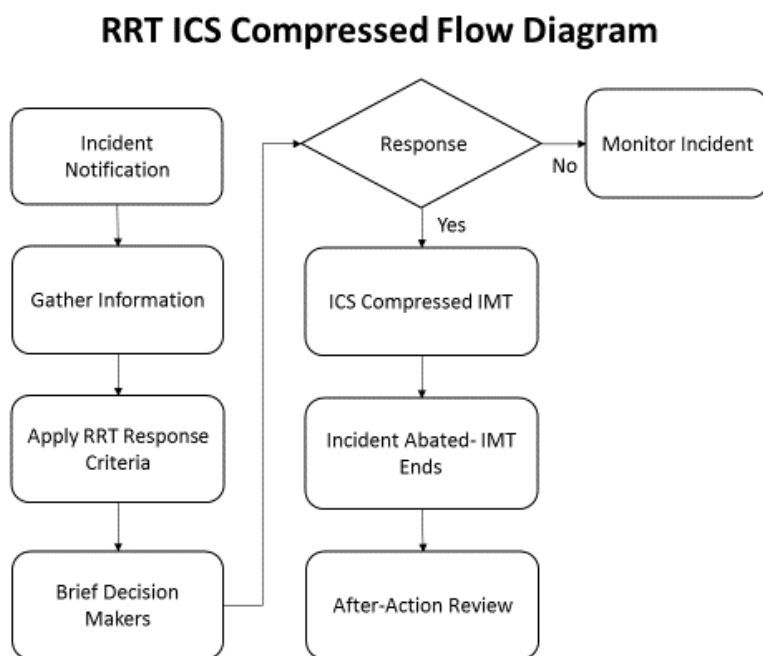 RRT ICS Compressed Flow Diagram
Incident
Notification
Gather Information
Apply RRT Response
Criteria
Brief Decision
Makers
Response
No
Monitor Incident
Yes
ICS Compressed IMT
Incident Abated- IMT
Ends
After-Action Review